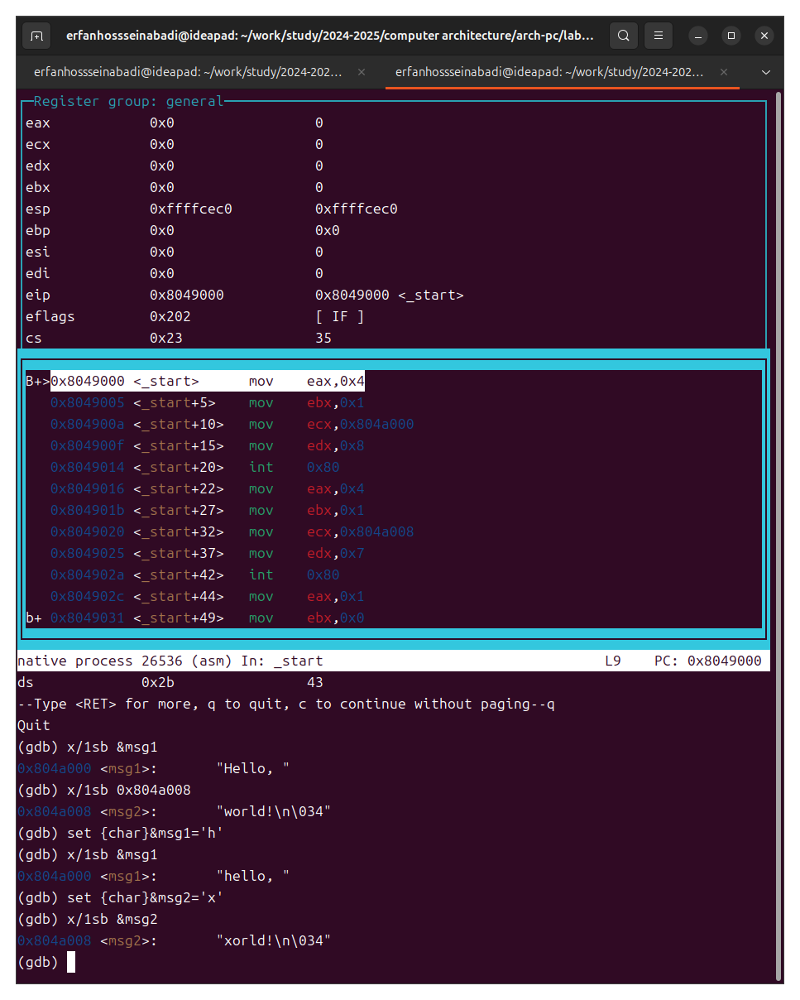 erfanhossseinabadi@ideapad: ~/work/study/2024-2025/computer architecture/arch-pc/lab...
erfanhossseinabadi@ideapad: ~/work/study/2024-202... × erfanhossseinabadi@ideapad: ~/work/study/2024-202... ×
Register group: general
eax 0x0 0
ecx 0x0 0
edx 0x0 0
ebx 0x0 0
esp 0xffffcec0 0xffffcec0
ebp 0x0 0x0
esi 0x0 0
edi 0x0 0
eip 0x8049000 0x8049000 <_start>
eflags 0x202 [ IF ]
cs 0x23 35
B+>0x8049000 <_start> mov eax,0x4
0x8049005 <_start+5> mov ebx,0x1
0x804900a <_start+10> mov ecx,0x804a000
0x804900f <_start+15> mov edx,0x8
0x8049014 <_start+20> int 0x80
0x8049016 <_start+22> mov eax,0x4
0x804901b <_start+27> mov ebx,0x1
0x8049020 <_start+32> mov ecx,0x804a008
0x8049025 <_start+37> mov edx,0x7
0x804902a <_start+42> int 0x80
0x804902c <_start+44> mov eax,0x1
b+ 0x8049031 <_start+49> mov ebx,0x0
native process 26536 (asm) In: _start L9 PC: 0x8049000
ds 0x2b 43
--Type <RET> for more, q to quit, c to continue without paging--q
Quit
(gdb) x/1sb &msg1
0x804a000 <msg1>: "Hello, "
(gdb) x/1sb 0x804a008
0x804a008 <msg2>: "world!\n\034"
(gdb) set {char}&msg1='h'
(gdb) x/1sb &msg1
0x804a000 <msg1>: "hello, "
(gdb) set {char}&msg2='x'
(gdb) x/1sb &msg2
0x804a008 <msg2>: "xorld!\n\034"
(gdb)